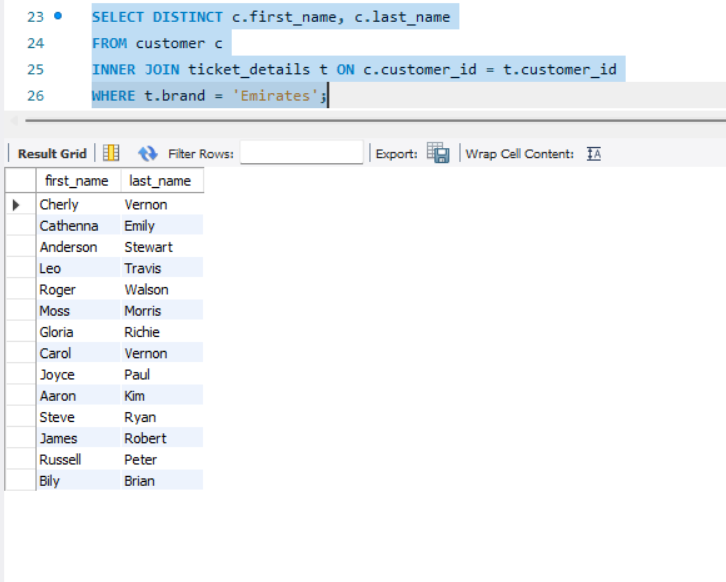 23 SELECT DISTINCT c.first_name, c.last_name
24 FROM customer c
25 INNER JOIN ticket_details t ON c.customer_id = t.customer_id
26 WHERE t.brand = 'Emirates';
Result Grid Filter Rows: Export: Wrap Cell Content: IA
first_name last_name
Cherly Vernon
Cathenna Emily
Anderson Stewart
Leo Travis
Roger Walson
Moss Morris
Gloria Richie
Carol Vernon
Joyce Paul
Aaron Kim
Steve Ryan
James Robert
Russell Peter
Bily Brian